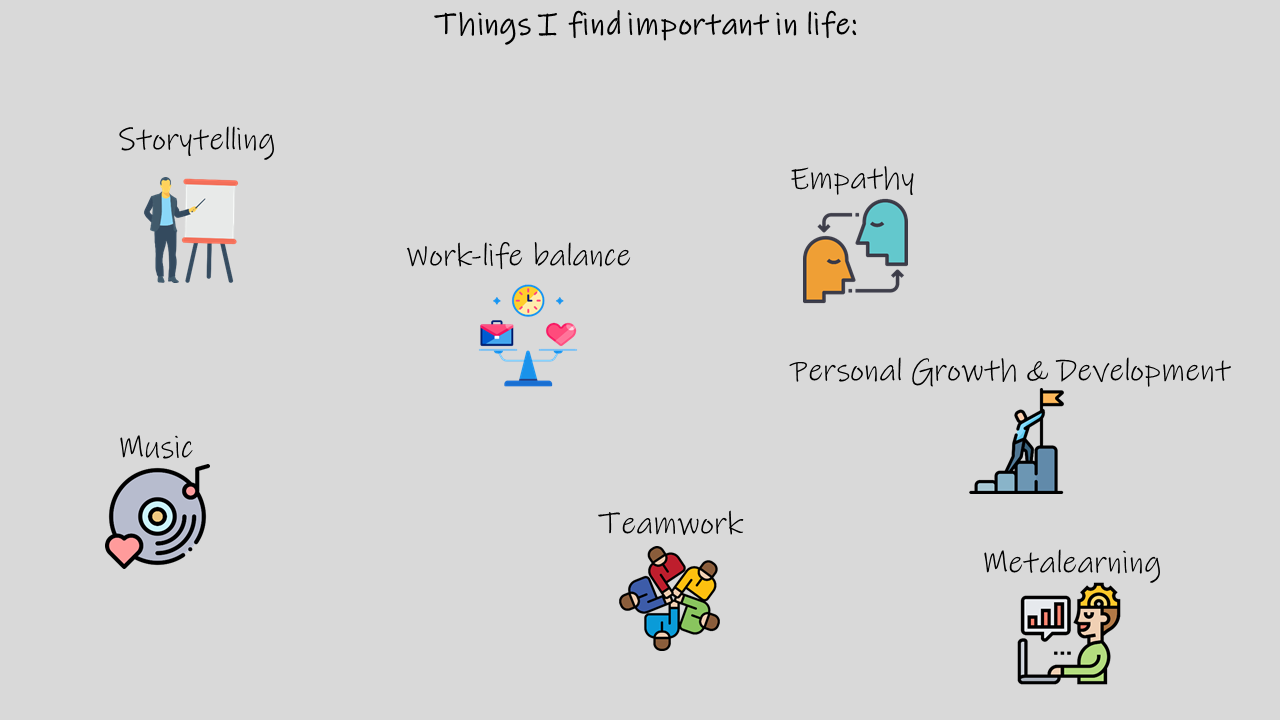 Things I find important in life:
Storytelling
Empathy
Work-life balance
Personal Growth & Development
Music
Teamwork
Metalearning